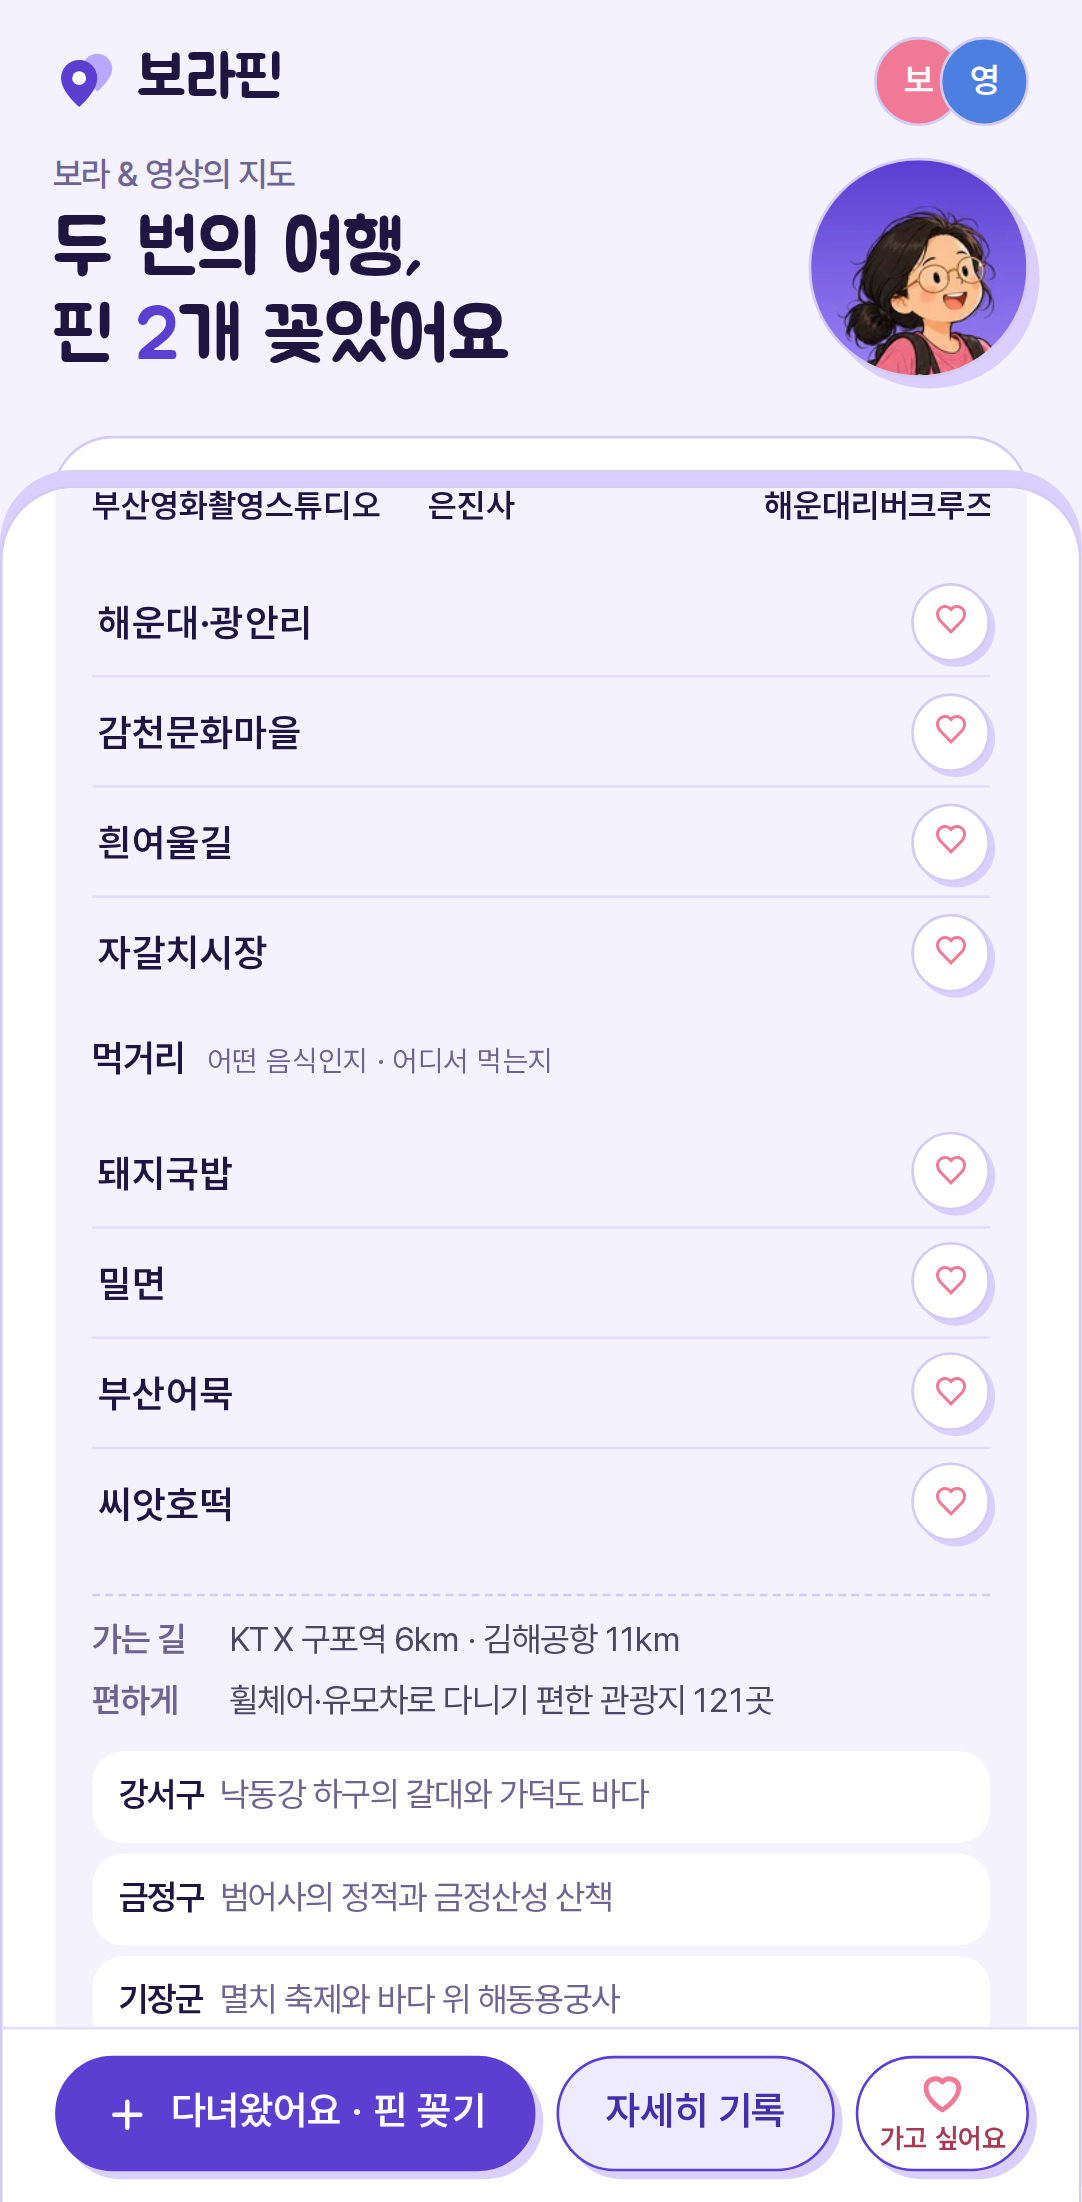 보라핀
보 영
보라 & 영상의 지도
두 번의 여행,
핀 2개 꽂았어요
부산영화촬영스튜디오 은진사 해운대리버크루즈
해운대·광안리
감천문화마을
흰여울길
자갈치시장
먹거리 어떤 음식인지 · 어디서 먹는지
돼지국밥
밀면
부산어묵
씨앗호떡
가는 길 KTX 구포역 6km · 김해공항 11km
편하게 휠체어·유모차로 다니기 편한 관광지 121곳
강서구 낙동강 하구의 갈대와 가덕도 바다
금정구 범어사의 정적과 금정산성 산책
기장군 멸치 축제와 바다 위 해동용궁사
+ 다녀왔어요 · 핀 꽂기
자세히 기록
가고 싶어요